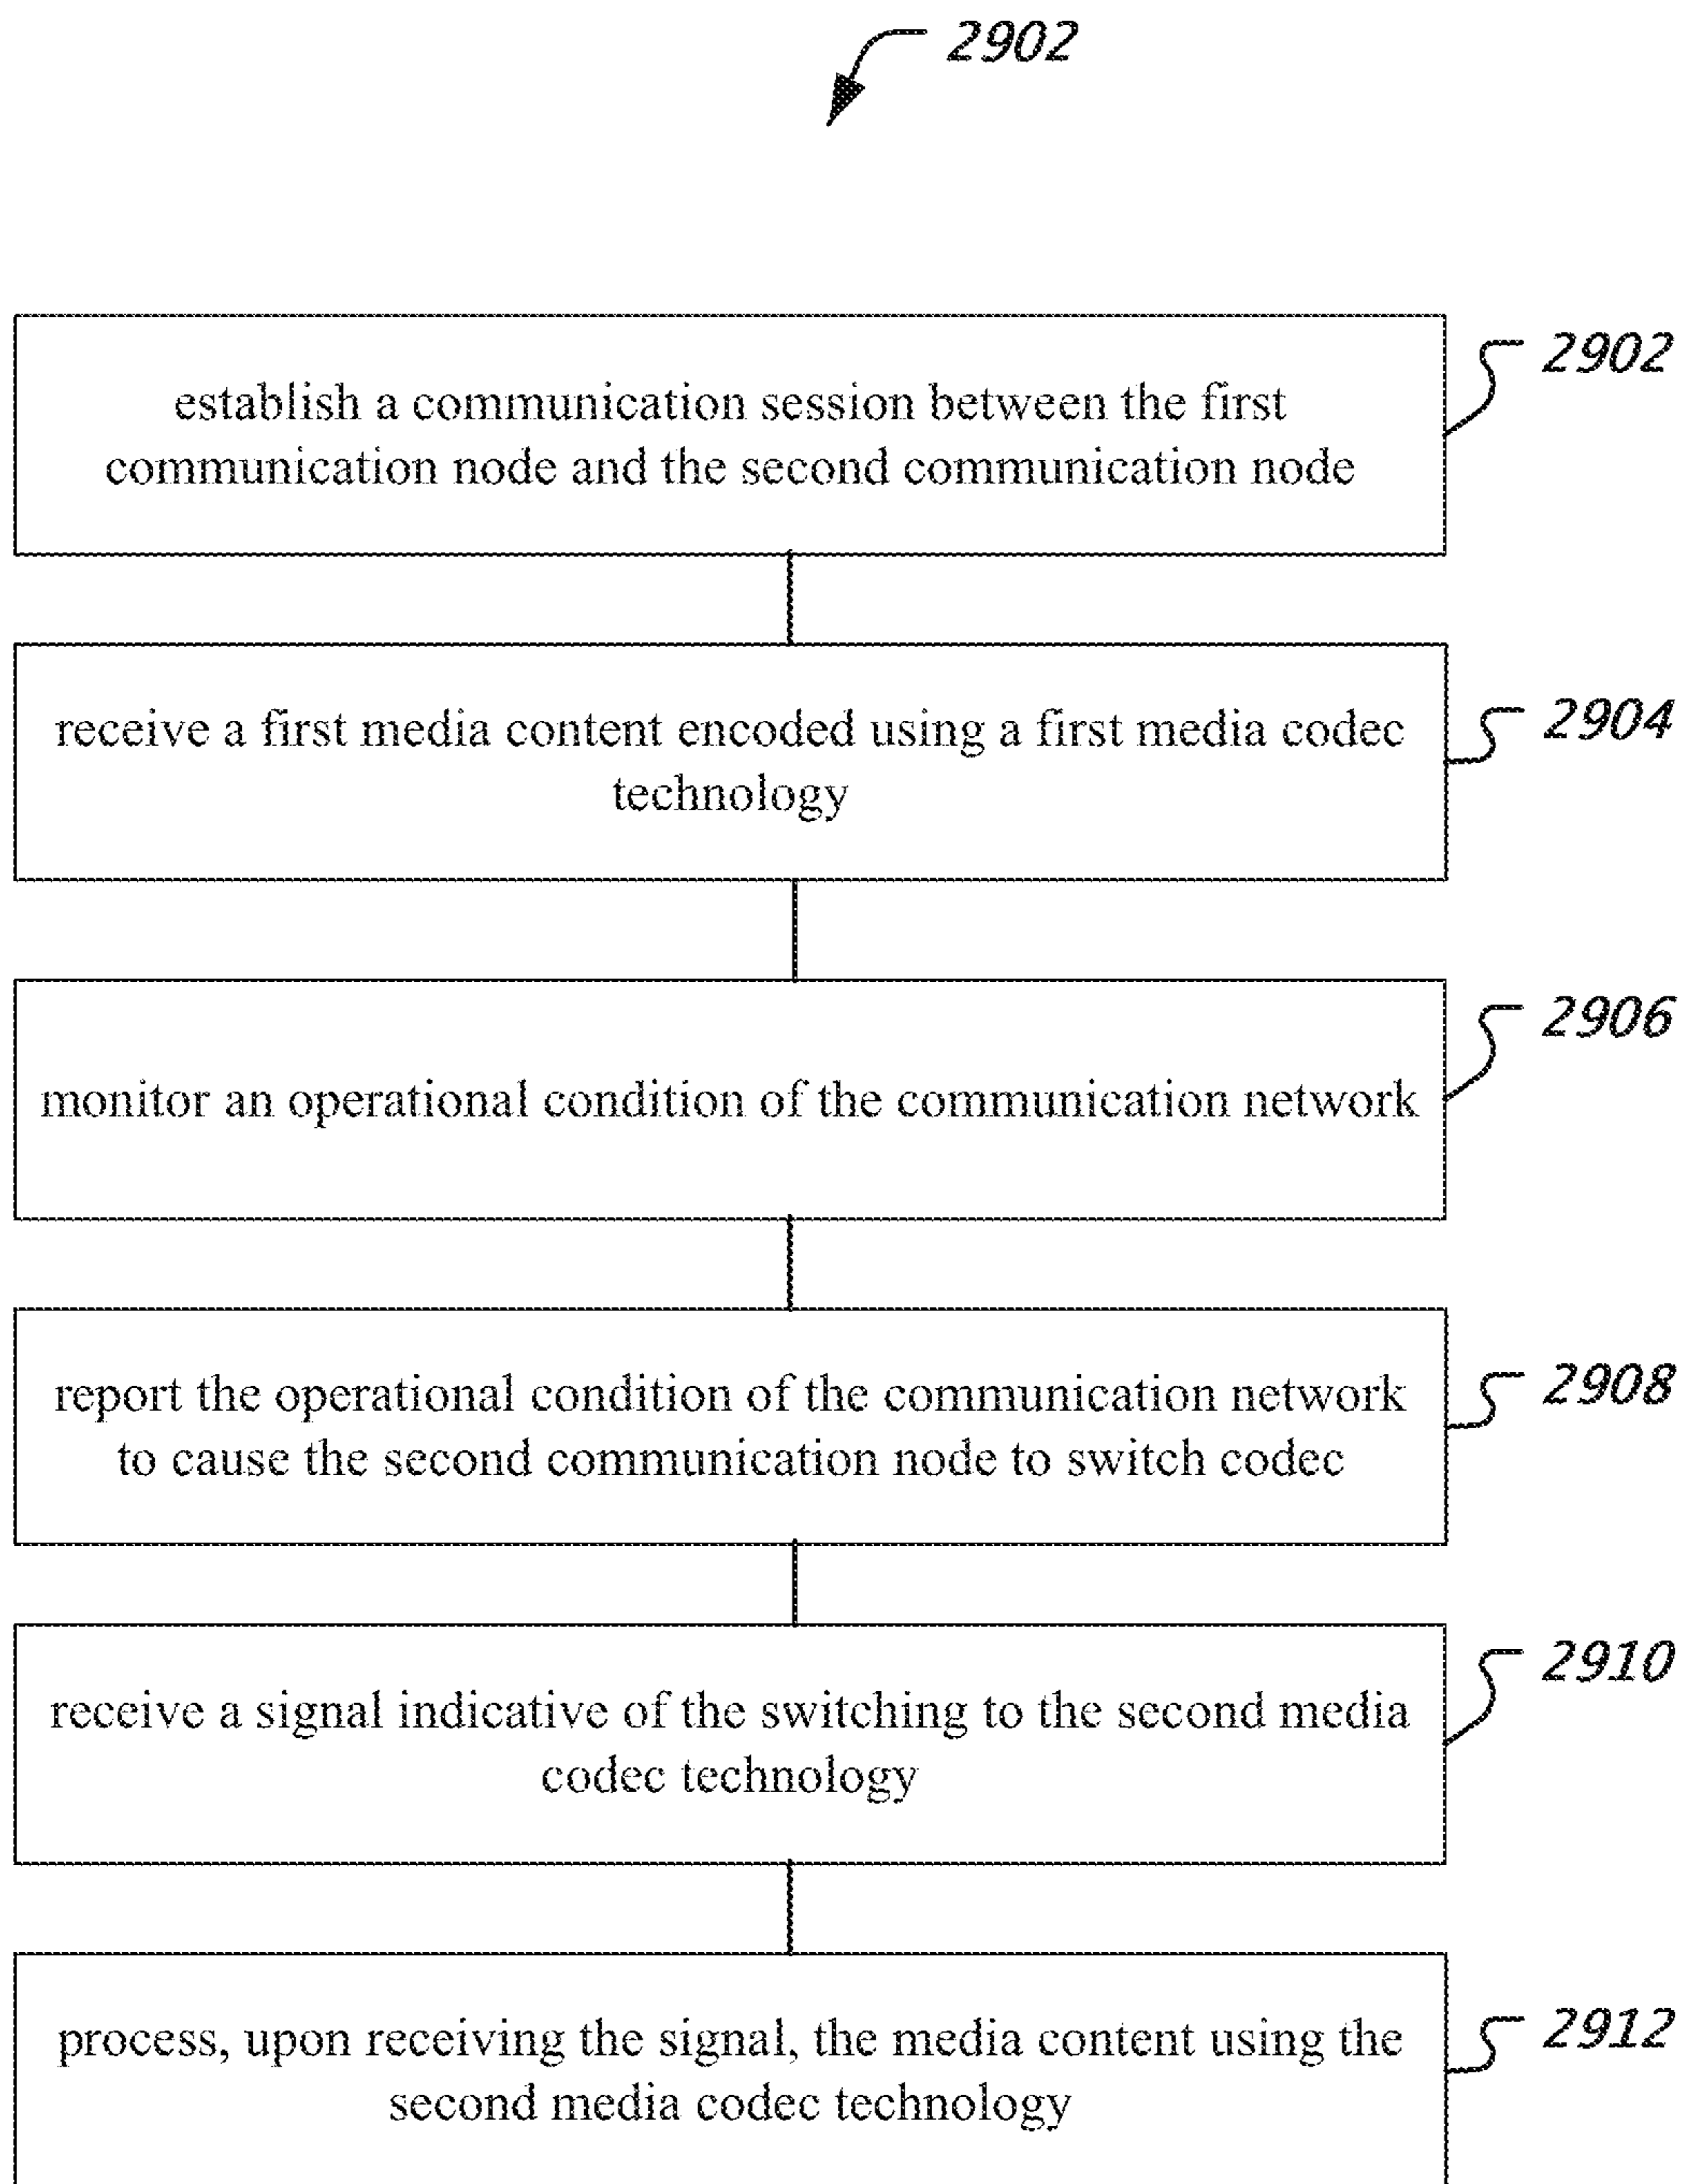 2902
establish a communication session between the first
communication node and the second communication node
2902
receive a first media content encoded using a first media codec
technology
2904
monitor an operational condition of the communication network
2906
report the operational condition of the communication network
to cause the second communication node to switch codec
2908
receive a signal indicative of the switching to the second media
codec technology
2910
process, upon receiving the signal, the media content using the
second media codec technology
2912